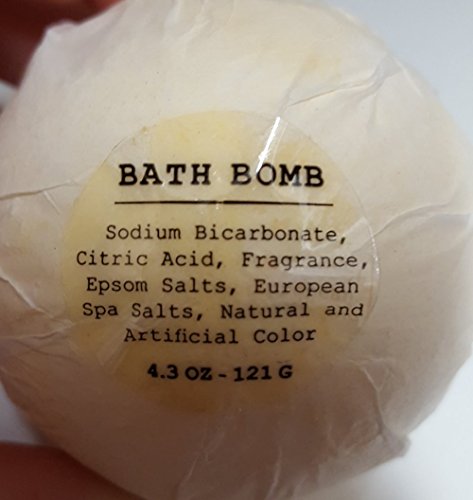 BATH BOMB
Sodium Bicarbonate,
Citric Acid, Fragrance,
Epsom Salts, European
Spa Salts, Natural and
Artificial Color
4.3 OZ - 121 G